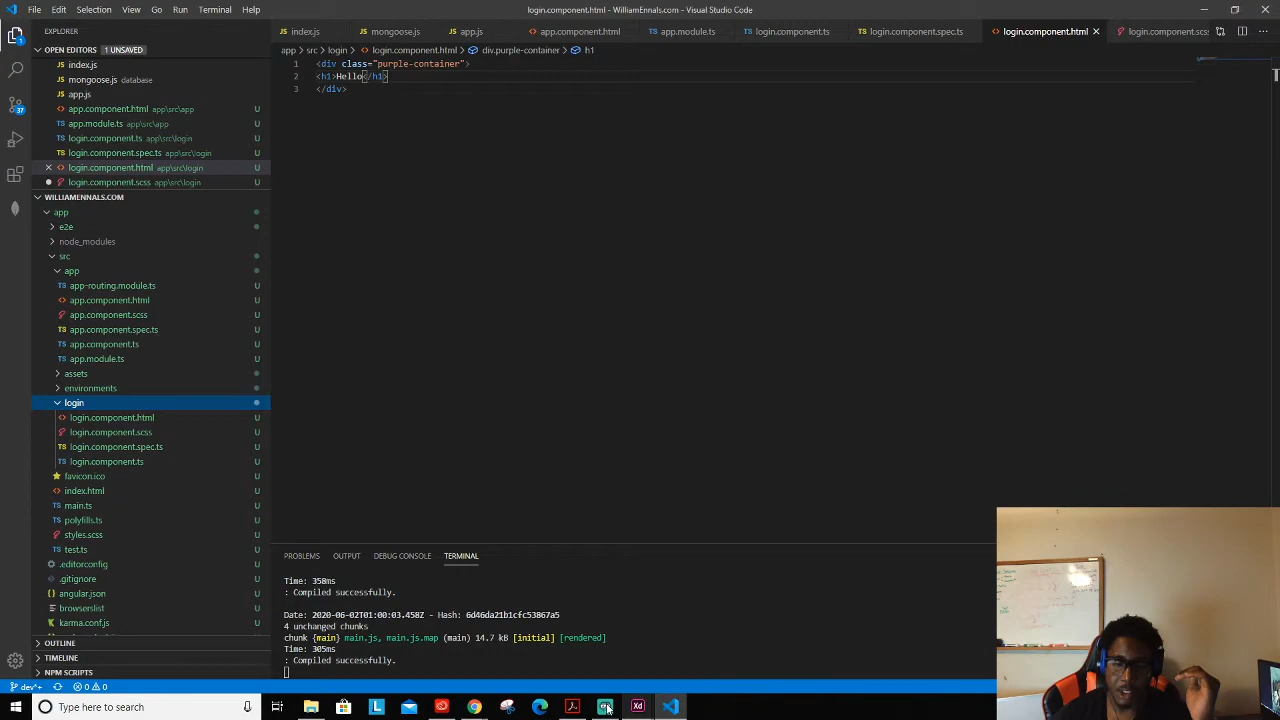 File Edit Selection View Go Run Terminal Help
login.component.html - WilliamEnnals.com - Visual Studio Code
EXPLORER
OPEN EDITORS 1 UNSAVED
index.js
mongoose.js database
app.js
app.component.html app\src\app U
app.module.ts app\src\app U
login.component.ts app\src\login U
login.component.spec.ts app\src\login U
login.component.html app\src\login U
login.component.scss app\src\login U
WILLIAMENNALS.COM
app
e2e
node_modules
src
app
app-routing.module.ts U
app.component.html U
app.component.scss U
app.component.spec.ts U
app.component.ts U
app.module.ts U
assets
environments
login
login.component.html U
login.component.scss U
login.component.spec.ts U
login.component.ts U
favicon.ico U
index.html U
main.ts U
polyfills.ts U
styles.scss U
test.ts U
.editorconfig U
.gitignore U
angular.json U
browserslist U
karma.conf.js U
OUTLINE
TIMELINE
NPM SCRIPTS
index.js mongoose.js app.js app.component.html app.module.ts login.component.ts login.component.spec.ts login.component.html login.component.scss
app > src > login > login.component.html > div.purple-container > h1
1 <div class="purple-container">
2 <h1>Hello</h1>
3 </div>
PROBLEMS OUTPUT DEBUG CONSOLE TERMINAL
Time: 358ms
: Compiled successfully.
Date: 2020-06-02T01:00:03.458Z - Hash: 6d46da21b1cfc53867a5
4 unchanged chunks
chunk {main} main.js, main.js.map (main) 14.7 kB [initial] [rendered]
Time: 305ms
: Compiled successfully.
37
dev*+ 0 0
Type here to search